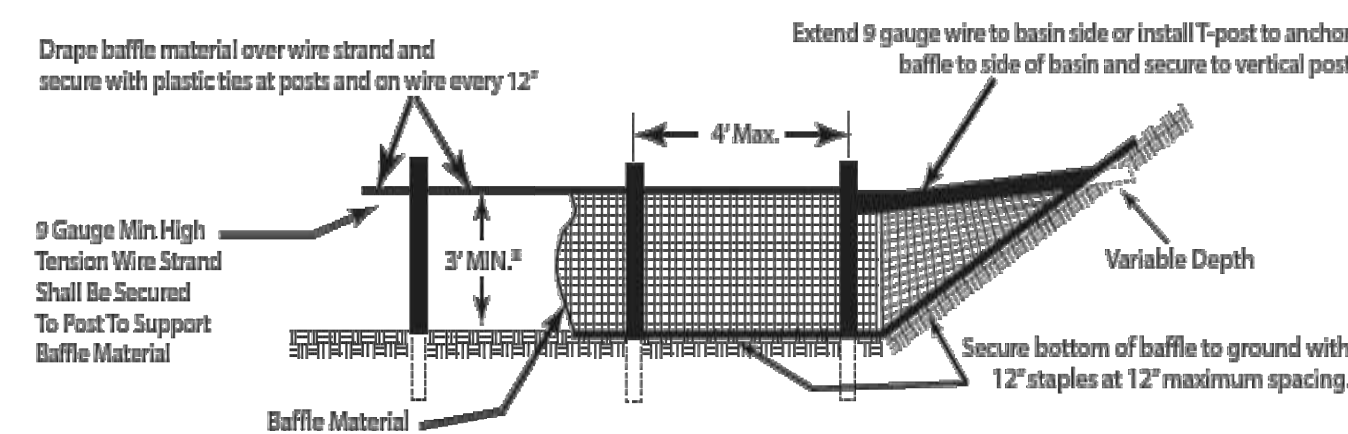 Drape baffle material over wire strand and
secure with plastic ties at posts and on wire every 12"
Extend 9 gauge wire to basin side or install T-post to anchor
baffle to side of basin and secure to vertical post
4' Max.
9 Gauge Min High
Tension Wire Strand
Shall Be Secured
To Post To Support
Baffle Material
3' MIN."
Variable Depth
Secure bottom of baffle to ground with
12" staples at 12" maximum spacing.
Baffle Material